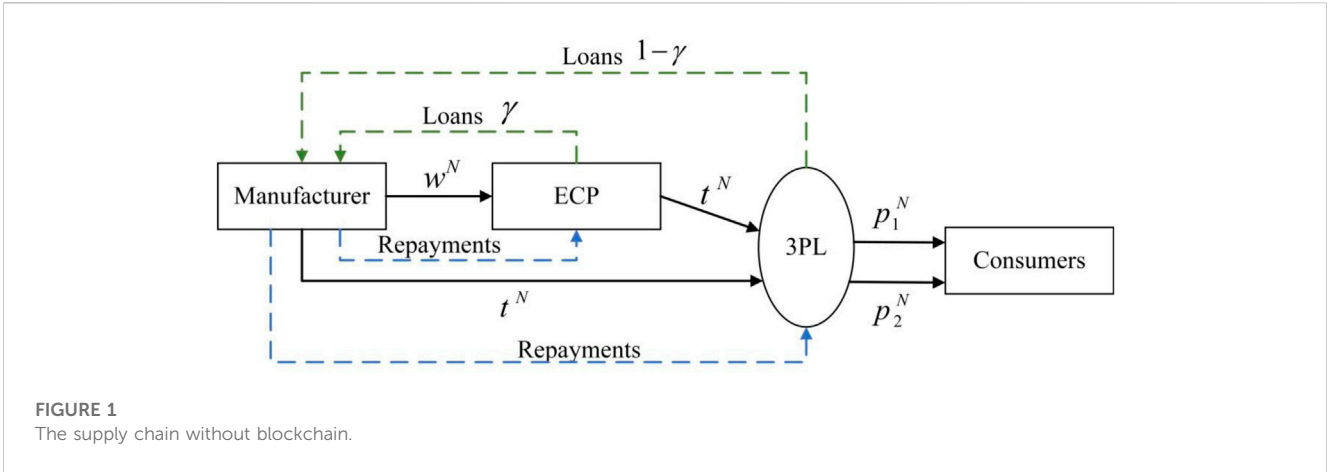 Loans 1−γ
Loans γ
Manufacturer
w^N
ECP
t^N
Repayments
3PL
p_1^N
Consumers
p_2^N
t^N
Repayments
FIGURE 1
The supply chain without blockchain.